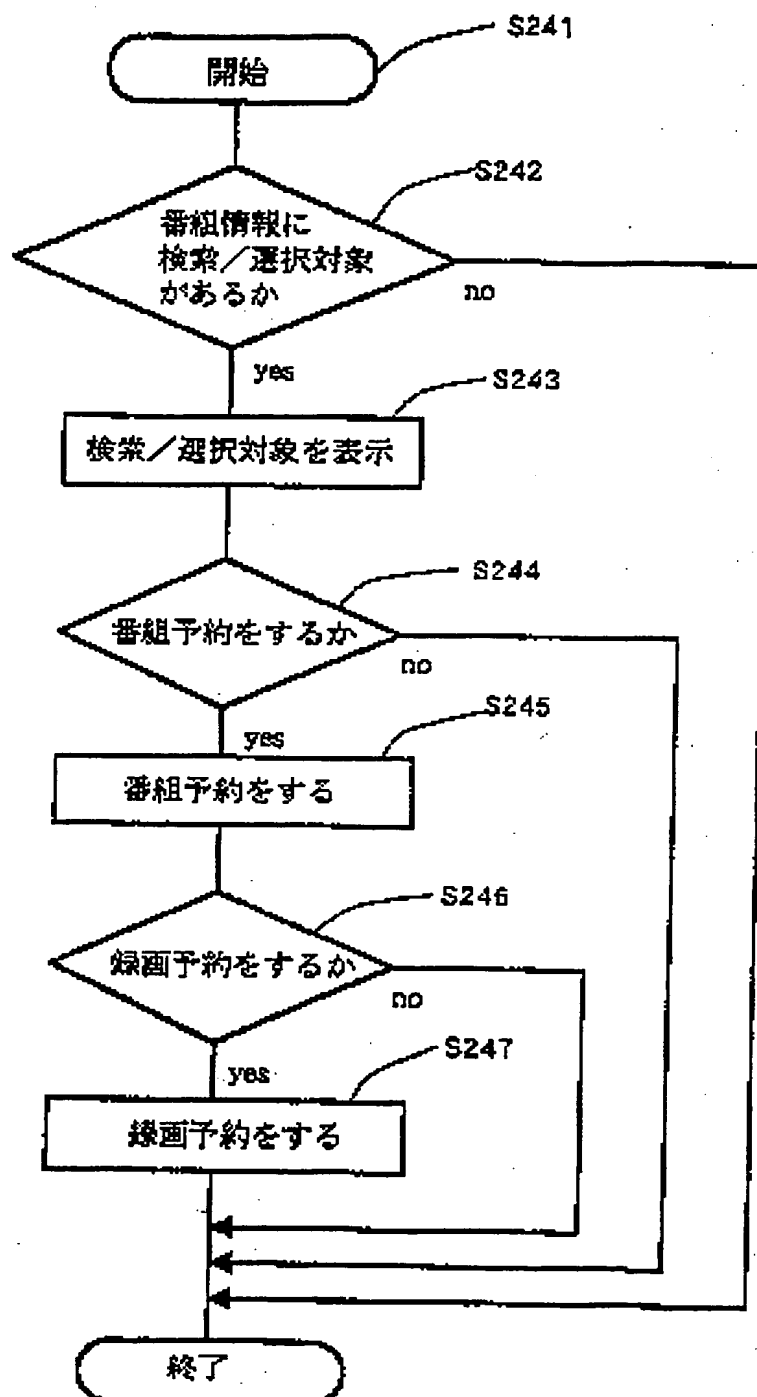 S241
開始
S242
番組情報に
検索／選択対象
があるか
no
yes
S243
検索／選択対象を表示
S244
番組予約をするか
no
yes
S245
番組予約をする
S246
録画予約をするか
no
yes
S247
録画予約をする
終了